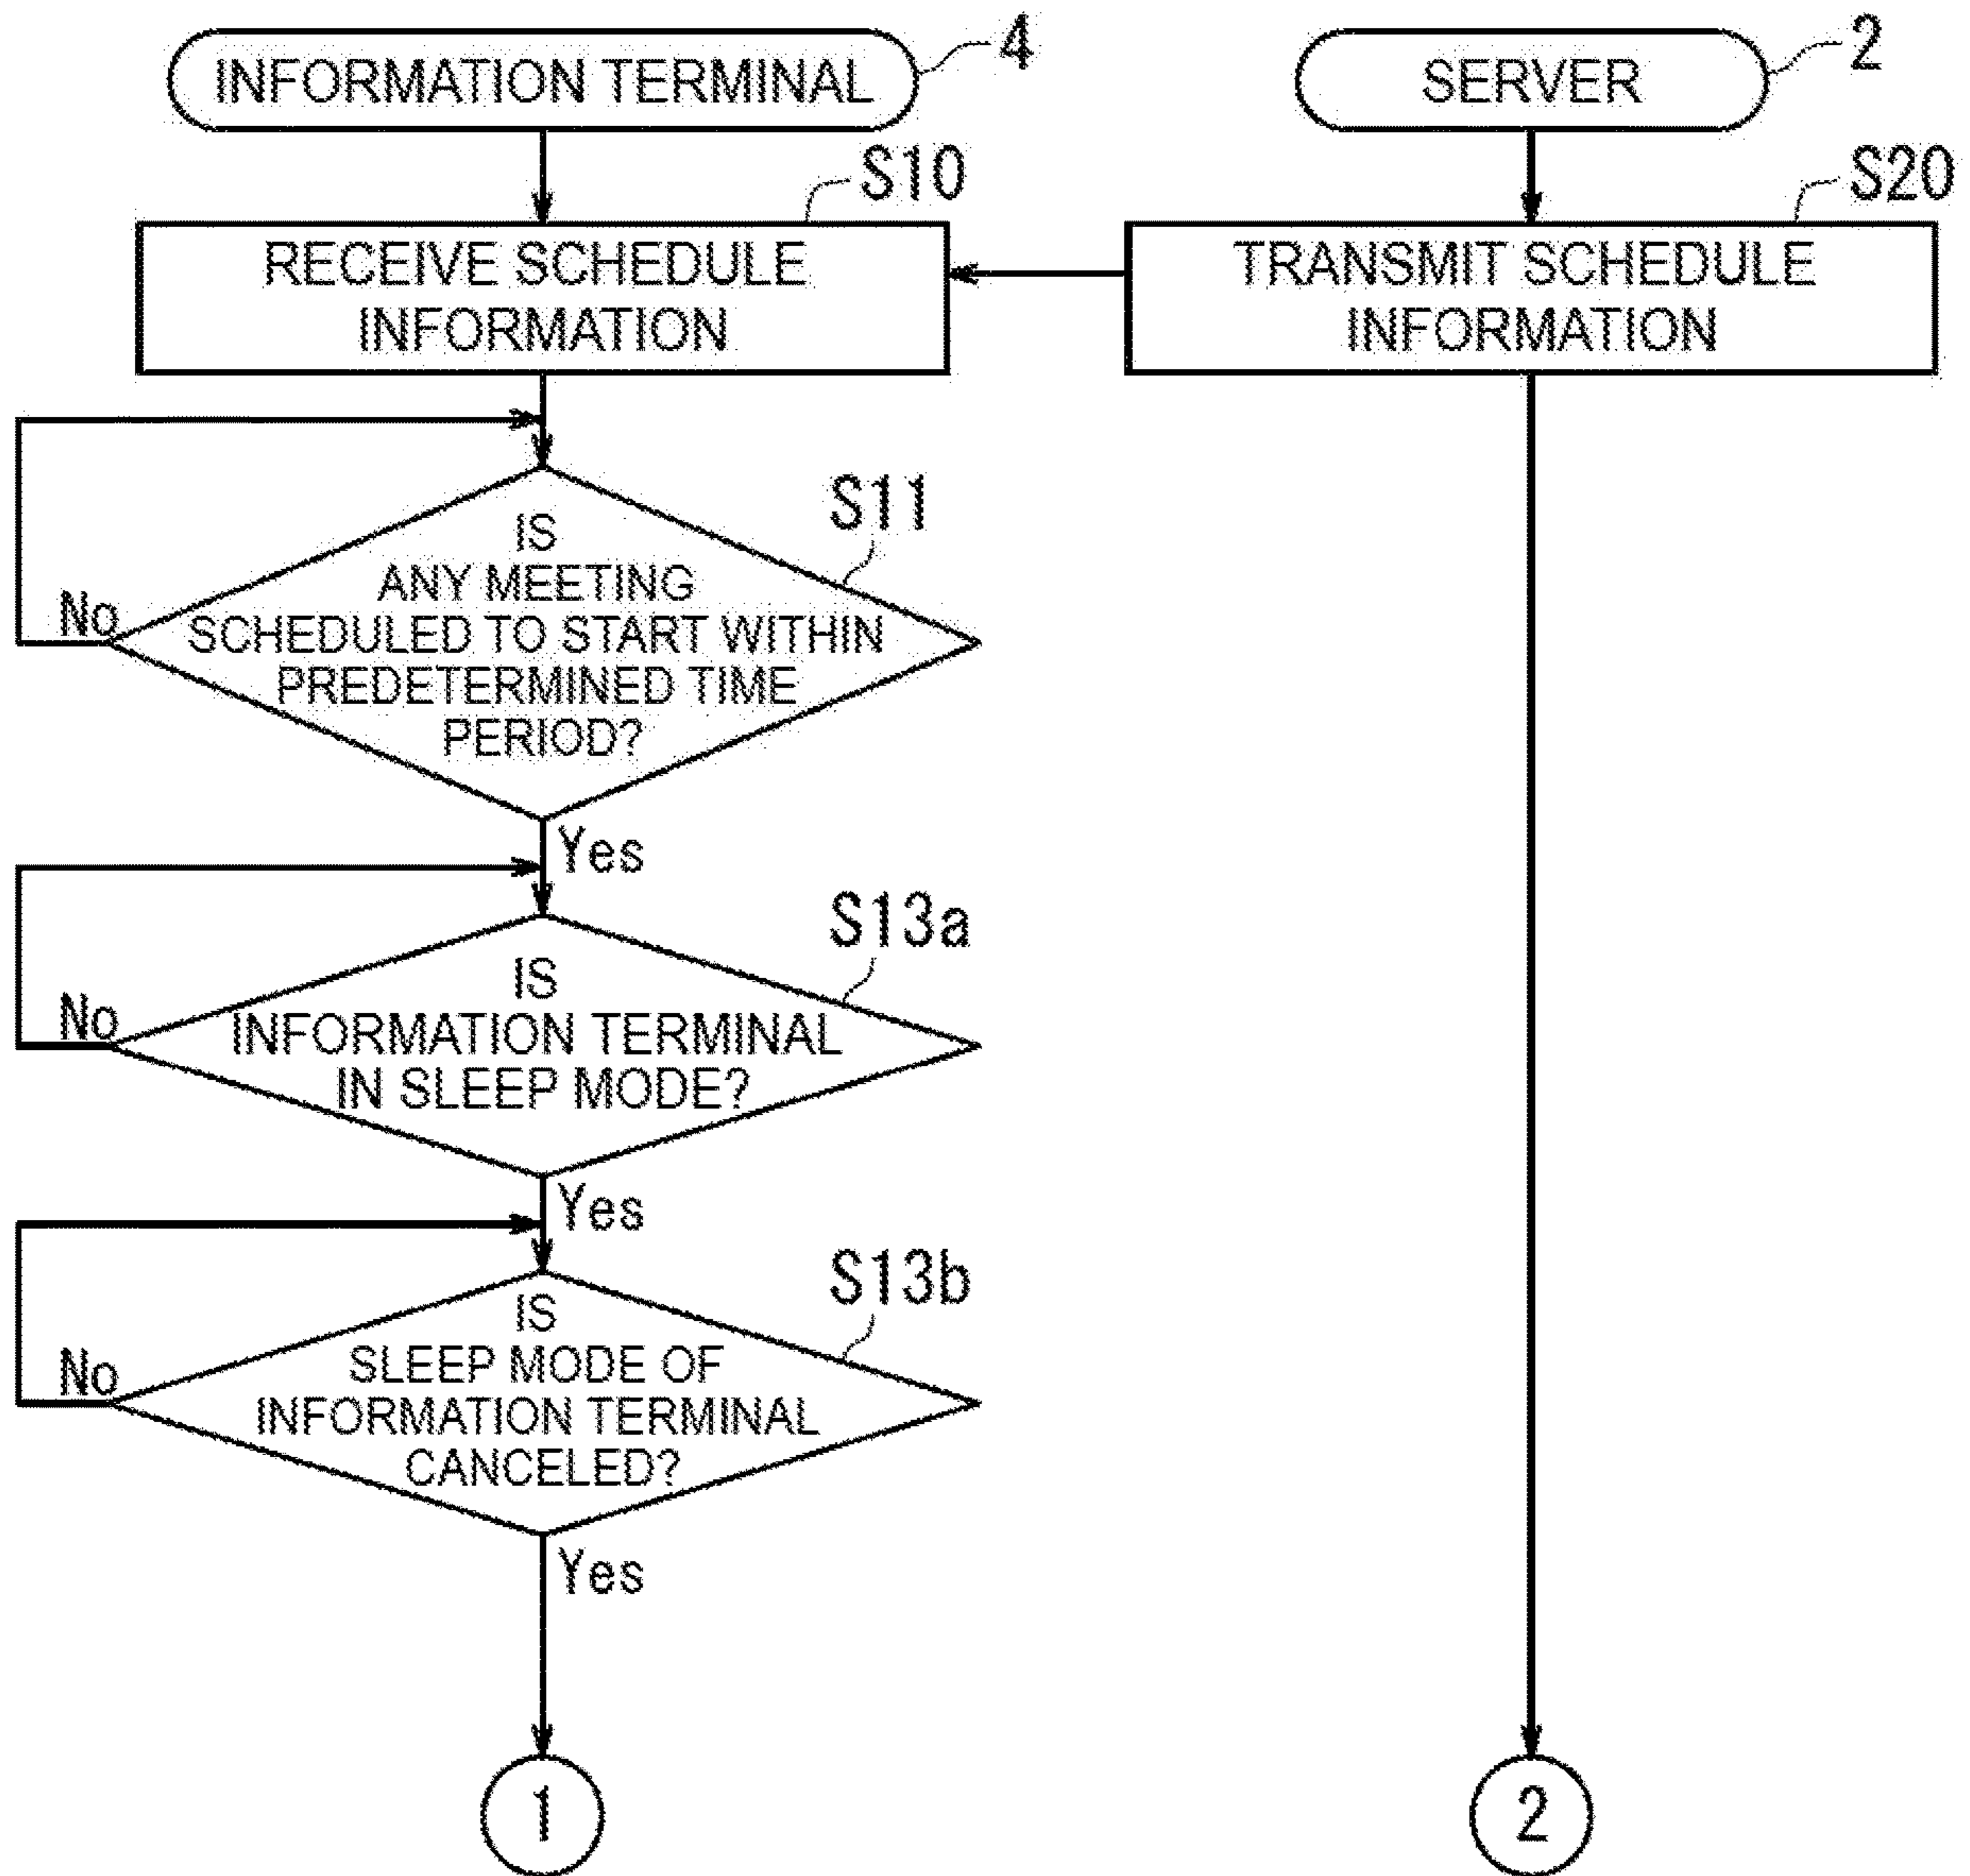 INFORMATION TERMINAL
4
SERVER
2
S10
RECEIVE SCHEDULE
INFORMATION
S20
TRANSMIT SCHEDULE
INFORMATION
S11
IS
ANY MEETING
SCHEDULED TO START WITHIN
PREDETERMINED TIME
PERIOD?
No
Yes
S13a
IS
INFORMATION TERMINAL
IN SLEEP MODE?
No
Yes
S13b
IS
SLEEP MODE OF
INFORMATION TERMINAL
CANCELED?
No
Yes
1
2